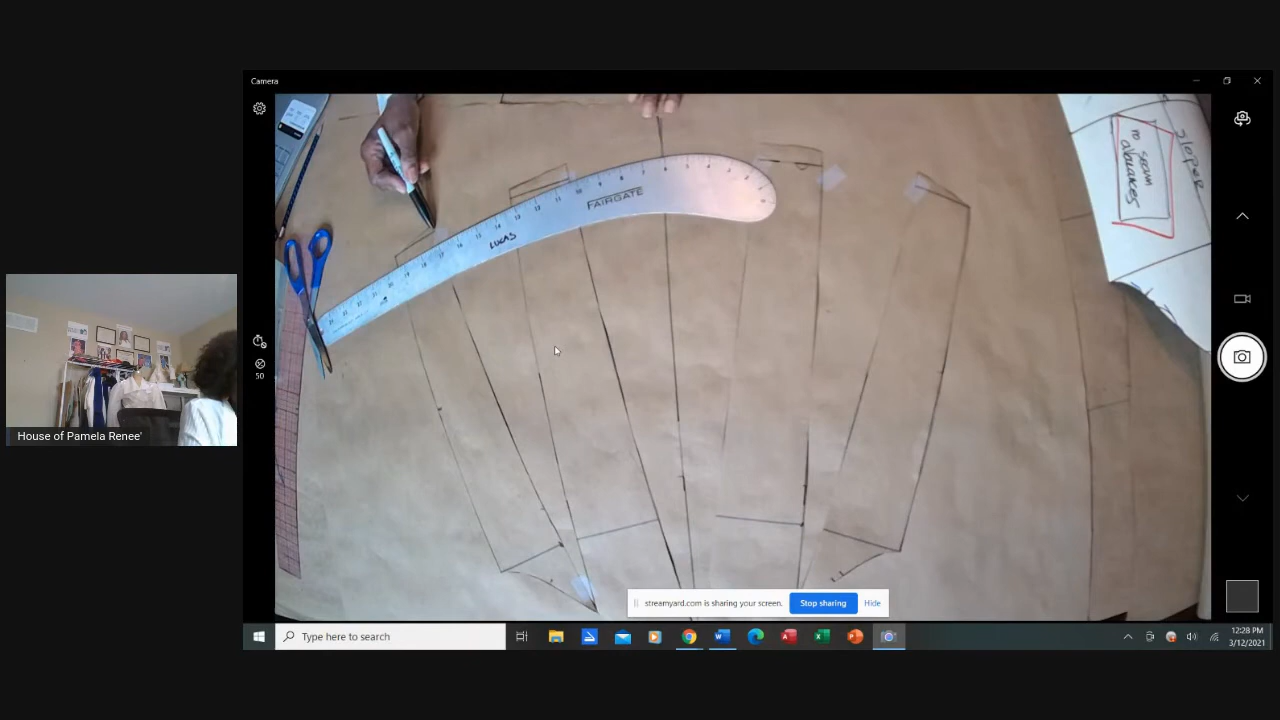 Camera
50
FAIRGATE
LUCAS
Sloper
no seam
allowances
House of Pamela Renee'
streamyard.com is sharing your screen.
Stop sharing
Hide
Type here to search
12:28 PM
3/12/2021